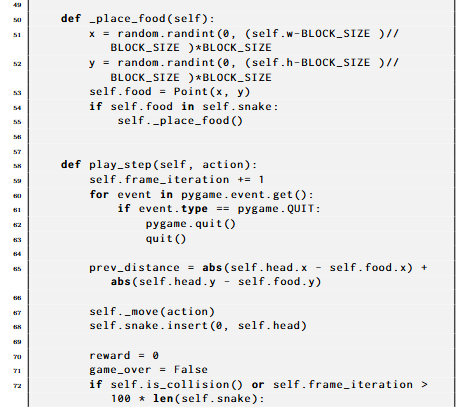 49
50 def _place_food(self):
51 x = random.randint(0, (self.w-BLOCK_SIZE )//
BLOCK_SIZE )*BLOCK_SIZE
52 y = random.randint(0, (self.h-BLOCK_SIZE )//
BLOCK_SIZE )*BLOCK_SIZE
53 self.food = Point(x, y)
54 if self.food in self.snake:
55 self._place_food()
56
57
58 def play_step(self, action):
59 self.frame_iteration += 1
60 for event in pygame.event.get():
61 if event.type == pygame.QUIT:
62 pygame.quit()
63 quit()
64
65 prev_distance = abs(self.head.x - self.food.x) +
abs(self.head.y - self.food.y)
66
67 self._move(action)
68 self.snake.insert(0, self.head)
69
70 reward = 0
71 game_over = False
72 if self.is_collision() or self.frame_iteration >
100 * len(self.snake):